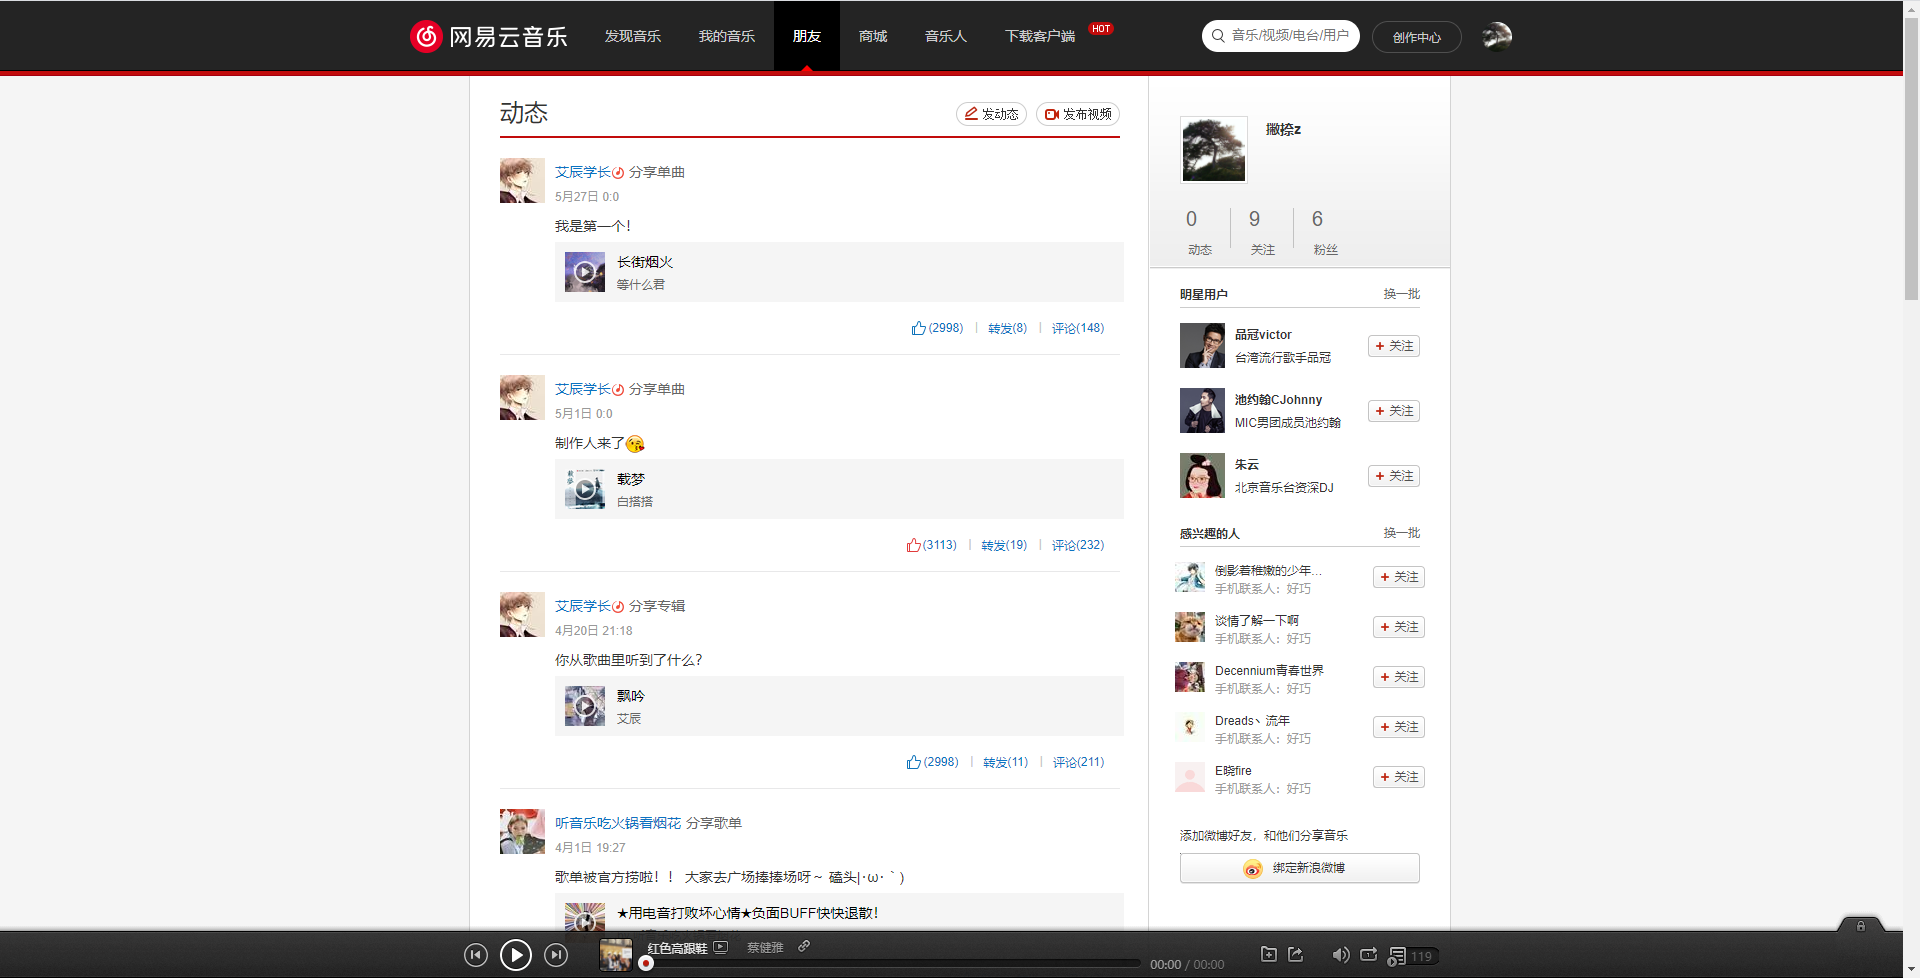 网易云音乐 发现音乐 我的音乐 朋友 商城 音乐人 下载客户端 HOT 音乐/视频/电台/用户 创作中心
动态 发动态 发布视频
艾辰学长 分享单曲
5月27日 0:0
我是第一个！
长街烟火
等什么君
(2998) 转发(8) 评论(148)
艾辰学长 分享单曲
5月1日 0:0
制作人来了😘
载梦
白搭搭
(3113) 转发(19) 评论(232)
艾辰学长 分享专辑
4月20日 21:18
你从歌曲里听到了什么？
飘吟
艾辰
(2998) 转发(11) 评论(211)
听音乐吃火锅看烟花 分享歌单
4月1日 19:27
歌单被官方捞啦！！ 大家去广场捧捧场呀～ 磕头|･ω･｀)
★用电音打败坏心情★负面BUFF快快退散！
撇捺z
0 9 6
动态 关注 粉丝
明星用户 换一批
品冠victor
台湾流行歌手品冠
+ 关注
池约翰CJohnny
MIC男团成员池约翰
+ 关注
朱云
北京音乐台资深DJ
+ 关注
感兴趣的人 换一批
倒影着稚嫩的少年...
手机联系人：好巧
+ 关注
谈情了解一下啊
手机联系人：好巧
+ 关注
Decennium青春世界
手机联系人：好巧
+ 关注
Dreads丶流年
手机联系人：好巧
+ 关注
E晓fire
手机联系人：好巧
+ 关注
添加微博好友，和他们分享音乐
绑定新浪微博
红色高跟鞋 蔡健雅
00:00 / 00:00
119